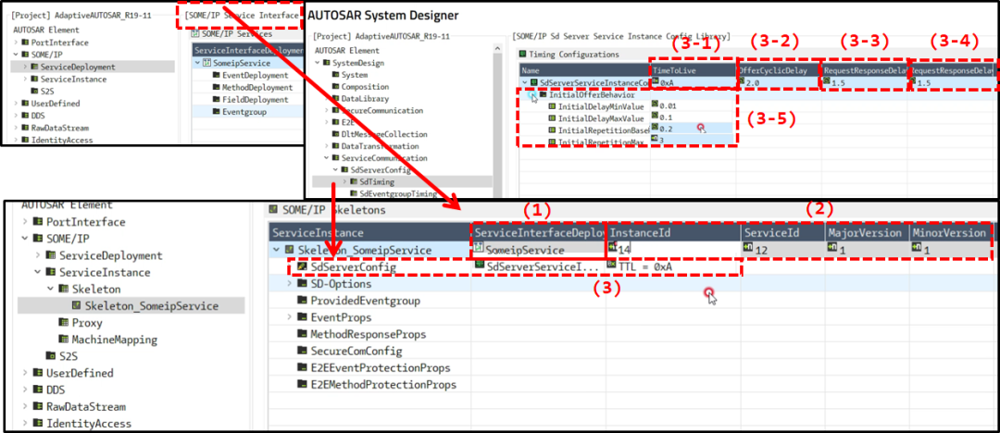 [Project] AdaptiveAUTOSAR_R19-11
[SOME/IP Service Interface
AUTOSAR Element
SOME/IP Services
PortInterface
SOME/IP
ServiceDeployment
ServiceInstance
S2S
UserDefined
DDS
RawDataStream
IdentityAccess
ServiceInterfaceDeployment
SomeipService
EventDeployment
MethodDeployment
FieldDeployment
Eventgroup
AUTOSAR System Designer
[Project] AdaptiveAUTOSAR_R19-11
[SOME/IP Sd Server Service Instance Config Library]
AUTOSAR Element
SystemDesign
System
Composition
DataLibrary
SecureCommunication
E2E
DltMessageCollection
DataTransformation
ServiceCommunication
SdServerConfig
SdTiming
SdEventgroupTiming
Timing Configurations
(3-1) (3-2) (3-3) (3-4)
Name TimeToLive OfferCyclicDelay RequestResponseDelay RequestResponseDela
SdServerServiceInstanceCo 0xA 2.0 1.5 1.5
InitialOfferBehavior
InitialDelayMinValue 0.01
InitialDelayMaxValue 0.1
InitialRepetitionBase 0.2
InitialRepetitionMax 3
(3-5)
AUTOSAR Element
PortInterface
SOME/IP
ServiceDeployment
ServiceInstance
Skeleton
Skeleton_SomeipService
Proxy
MachineMapping
S2S
UserDefined
DDS
RawDataStream
IdentityAccess
SOME/IP Skeletons
(1) (2)
ServiceInstance ServiceInterfaceDeploy InstanceId ServiceId MajorVersion MinorVersion
Skeleton_SomeipService SomeipService 14 12 1 1
SdServerConfig SdServerServiceI... TTL = 0xA
(3)
SD-Options
ProvidedEventgroup
EventProps
MethodResponseProps
SecureComConfig
E2EEventProtectionProps
E2EMethodProtectionProps